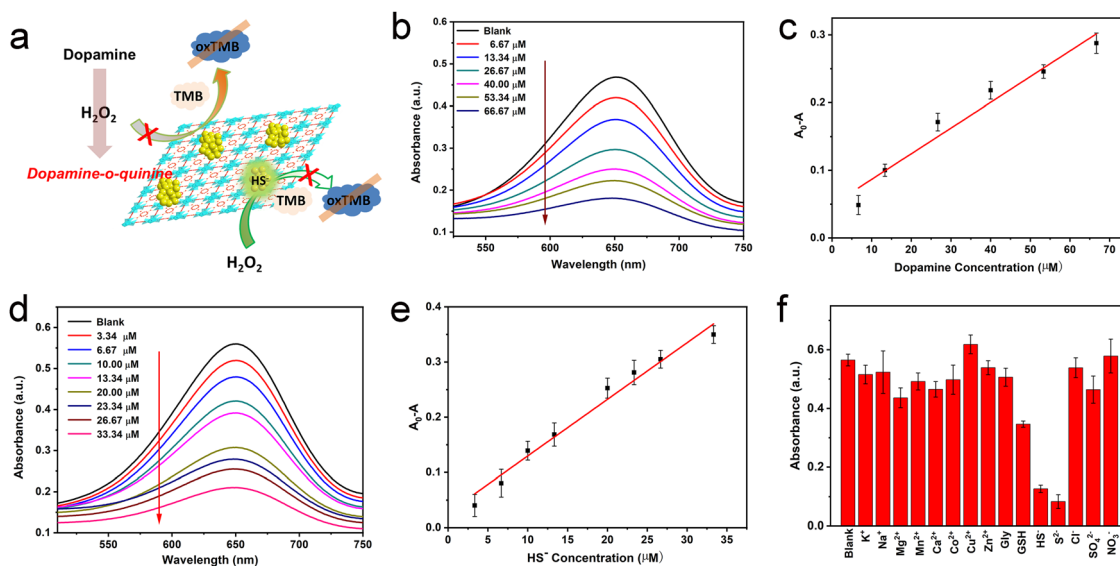 a
Dopamine
H₂O₂
Dopamine-o-quinine
TMB
oxTMB
HS⁻
TMB
oxTMB
H₂O₂
b
Absorbance (a.u.)
0.5
0.4
0.3
0.2
0.1
Blank
6.67 μM
13.34 μM
26.67 μM
40.00 μM
53.34 μM
66.67 μM
550 600 650 700 750
Wavelength (nm)
c
A₀-A
0.3
0.2
0.1
0.0
0 10 20 30 40 50 60 70
Dopamine Concentration (μM)
d
Absorbance (a.u.)
0.6
0.5
0.4
0.3
0.2
0.1
Blank
3.34 μM
6.67 μM
10.00 μM
13.34 μM
20.00 μM
23.34 μM
26.67 μM
33.34 μM
550 600 650 700 750
Wavelength (nm)
e
A₀-A
0.4
0.3
0.2
0.1
0.0
0 5 10 15 20 25 30 35
HS⁻ Concentration (μM)
f
Absorbance (a.u.)
0.6
0.4
0.2
0.0
Blank
K⁺
Na⁺
Mg²⁺
Mn²⁺
Ca²⁺
Co²⁺
Cu²⁺
Zn²⁺
Gly
GSH
HS⁻
S²⁻
Cl⁻
SO₄²⁻
NO₃⁻